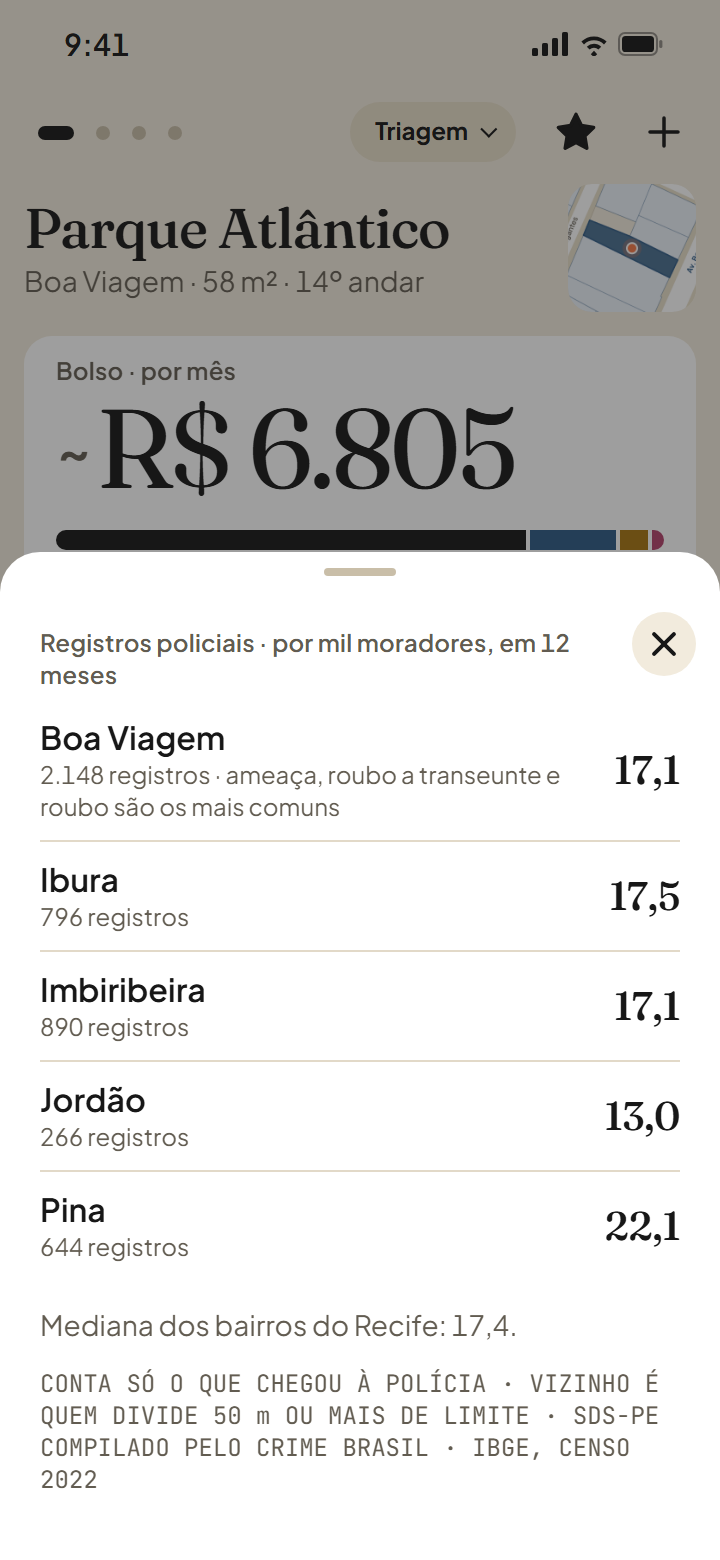 9:41
Triagem
Parque Atlântico
Boa Viagem · 58 m² · 14º andar
Bolso · por mês
~R$ 6.805
Registros policiais · por mil moradores, em 12
meses
Boa Viagem
2.148 registros · ameaça, roubo a transeunte e
roubo são os mais comuns
17,1
Ibura
796 registros
17,5
Imbiribeira
890 registros
17,1
Jordão
266 registros
13,0
Pina
644 registros
22,1
Mediana dos bairros do Recife: 17,4.
CONTA SÓ O QUE CHEGOU À POLÍCIA · VIZINHO É
QUEM DIVIDE 50 m OU MAIS DE LIMITE · SDS-PE
COMPILADO PELO CRIME BRASIL · IBGE, CENSO
2022